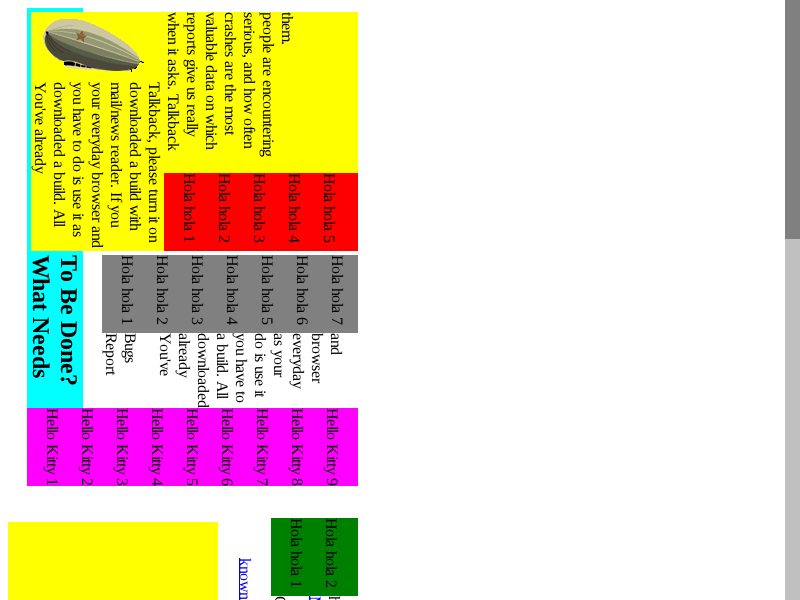 You've already
downloaded a build. All
you have to do is use it as
your everyday browser and
mail/news reader. If you
downloaded a build with
Talkback, please turn it on
when it asks. Talkback
reports give us really
valuable data on which
crashes are the most
serious, and how often
people are encountering
them.
Hola hola 1
Hola hola 2
Hola hola 3
Hola hola 4
Hola hola 5
What Needs
To Be Done?
Hola hola 1
Hola hola 2
Hola hola 3
Hola hola 4
Hola hola 5
Hola hola 6
Hola hola 7
Report
Bugs
You've
already
downloaded
a build. All
you have to
do is use it
as your
everyday
browser
and
Hello Kitty 1
Hello Kitty 2
Hello Kitty 3
Hello Kitty 4
Hello Kitty 5
Hello Kitty 6
Hello Kitty 7
Hello Kitty 8
Hello Kitty 9
Hola hola 1
Hola hola 2
known